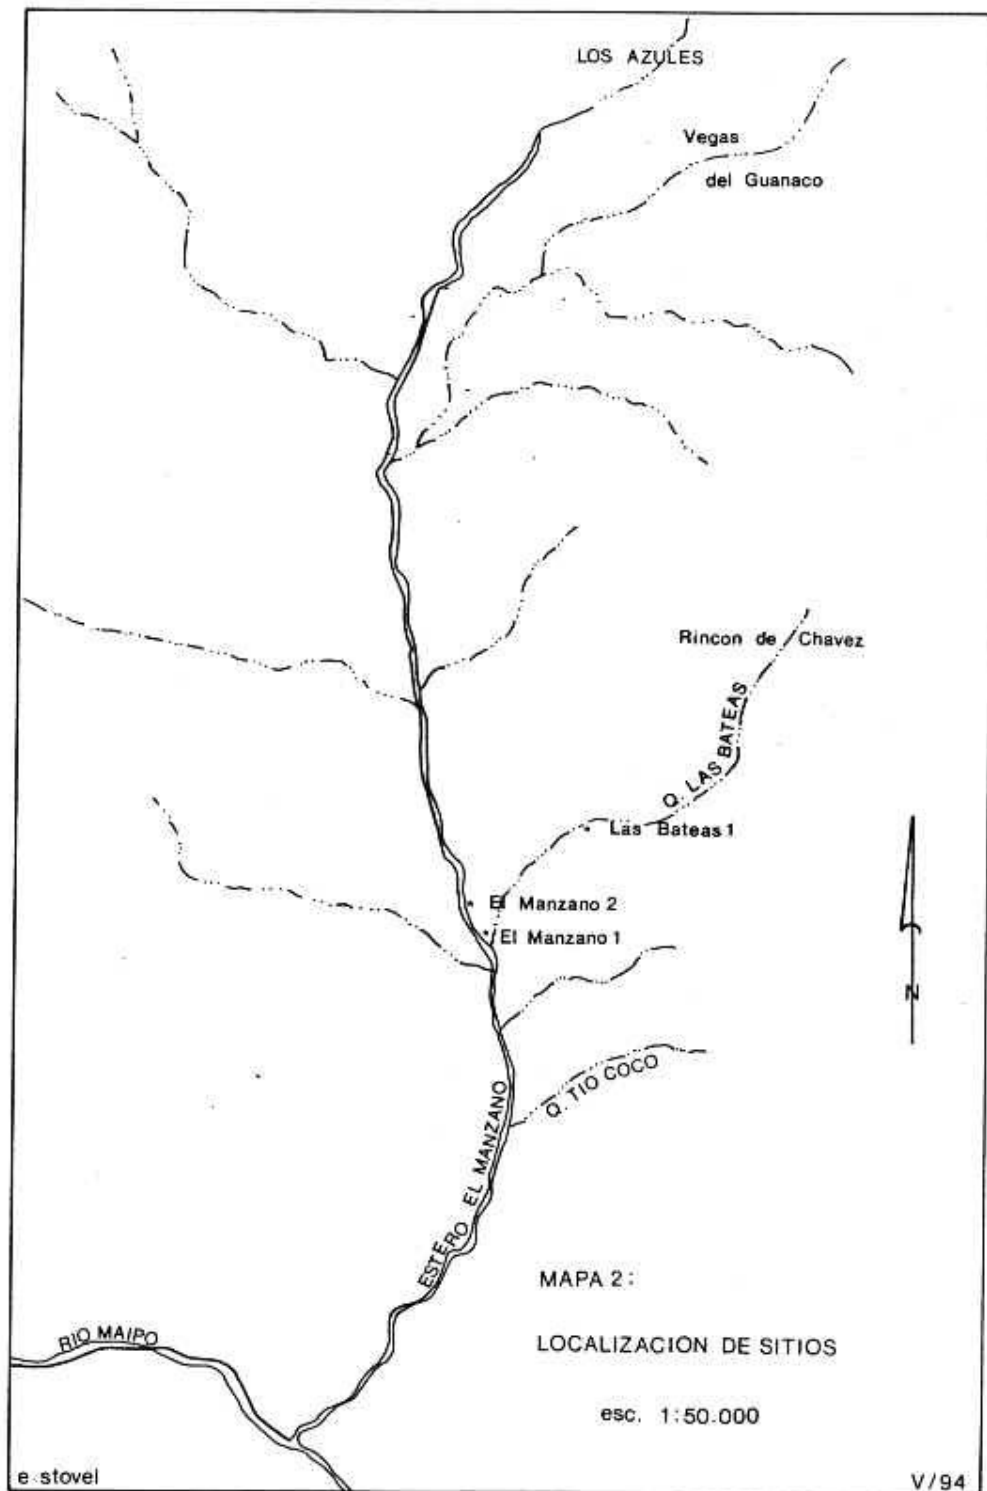 LOS AZULES
Vegas
del Guanaco
Rincon de Chavez
Q. LAS BATEAS
Las Bateas 1
El Manzano 2
El Manzano 1
N
Q. TIO COCO
ESTERO EL MANZANO
MAPA 2:
RIO MAIPO
LOCALIZACION DE SITIOS
esc. 1:50.000
e. stovel
V/94